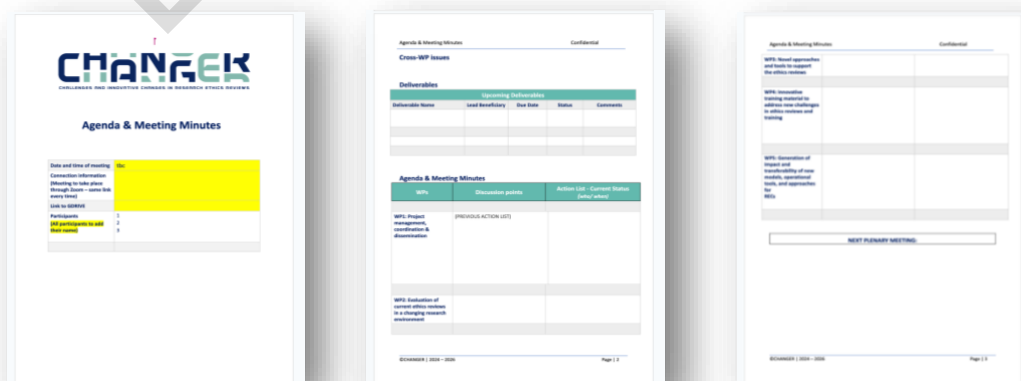 CHANGER
CHALLENGES AND INNOVATIVE CHANGES IN RESEARCH ETHICS REVIEWS
Agenda & Meeting Minutes
Date and time of meeting tbc
Connection information
(Meeting to take place
through Zoom – same link
every time)
Link to GDRIVE
Participants
(All participants to add
their name)
1
2
3
Agenda & Meeting Minutes Confidential
Cross-WP issues
Deliverables
Upcoming Deliverables
Deliverable Name Lead Beneficiary Due Date Status Comments
Agenda & Meeting Minutes
WPs Discussion points Action List - Current Status
(who/ when)
WP1: Project
management,
coordination &
dissemination
(PREVIOUS ACTION LIST)
WP2: Evaluation of
current ethics reviews
in a changing research
environment
©CHANGER | 2024 – 2026 Page | 2
Agenda & Meeting Minutes Confidential
WP3: Novel approaches
and tools to support
the ethics reviews
WP4: Innovative
training material to
address new challenges
in ethics reviews and
training
WP5: Generation of
impact and
transferability of new
models, operational
tools, and approaches
for
RECs
NEXT PLENARY MEETING:
©CHANGER | 2024 – 2026 Page | 3